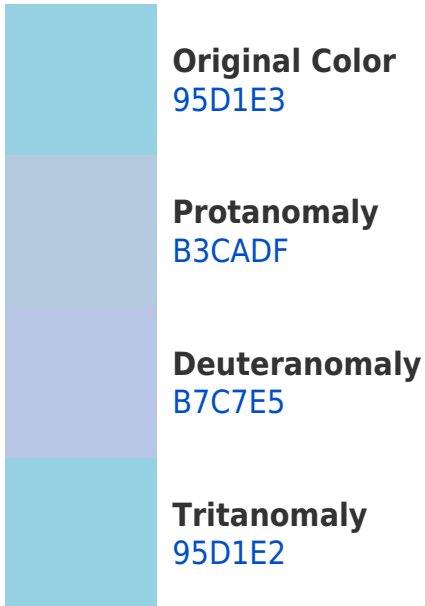 Original Color
95D1E3
Protanomaly
B3CADF
Deuteranomaly
B7C7E5
Tritanomaly
95D1E2